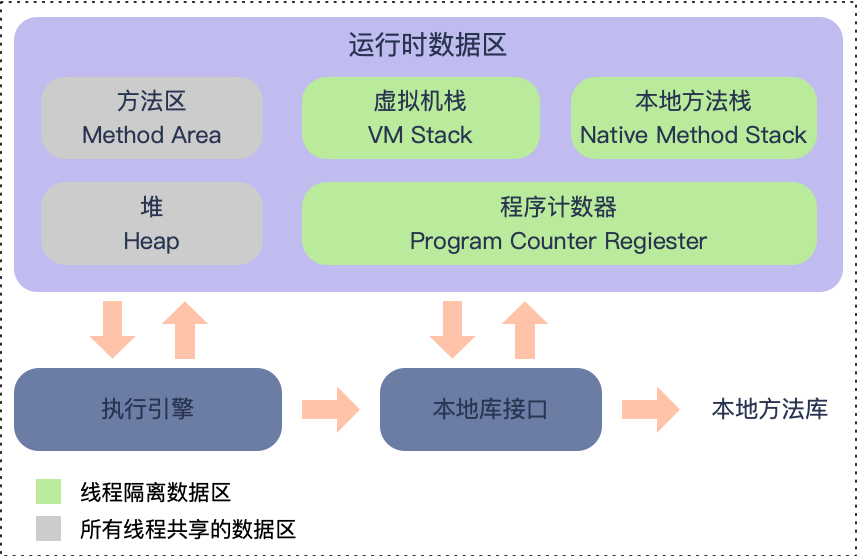 运行时数据区
方法区
Method Area
虚拟机栈
VM Stack
本地方法栈
Native Method Stack
堆
Heap
程序计数器
Program Counter Regiester
执行引擎
本地库接口
本地方法库
线程隔离数据区
所有线程共享的数据区